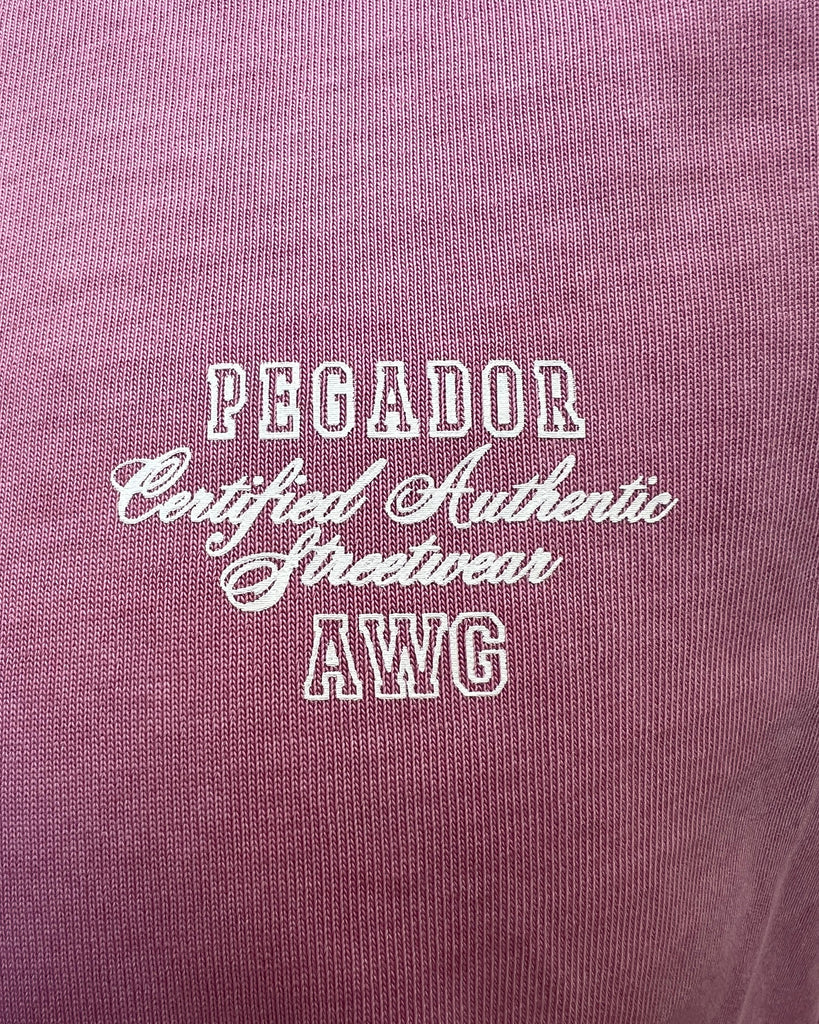 PEGADOR
Certified Authentic
Streetwear
AWG